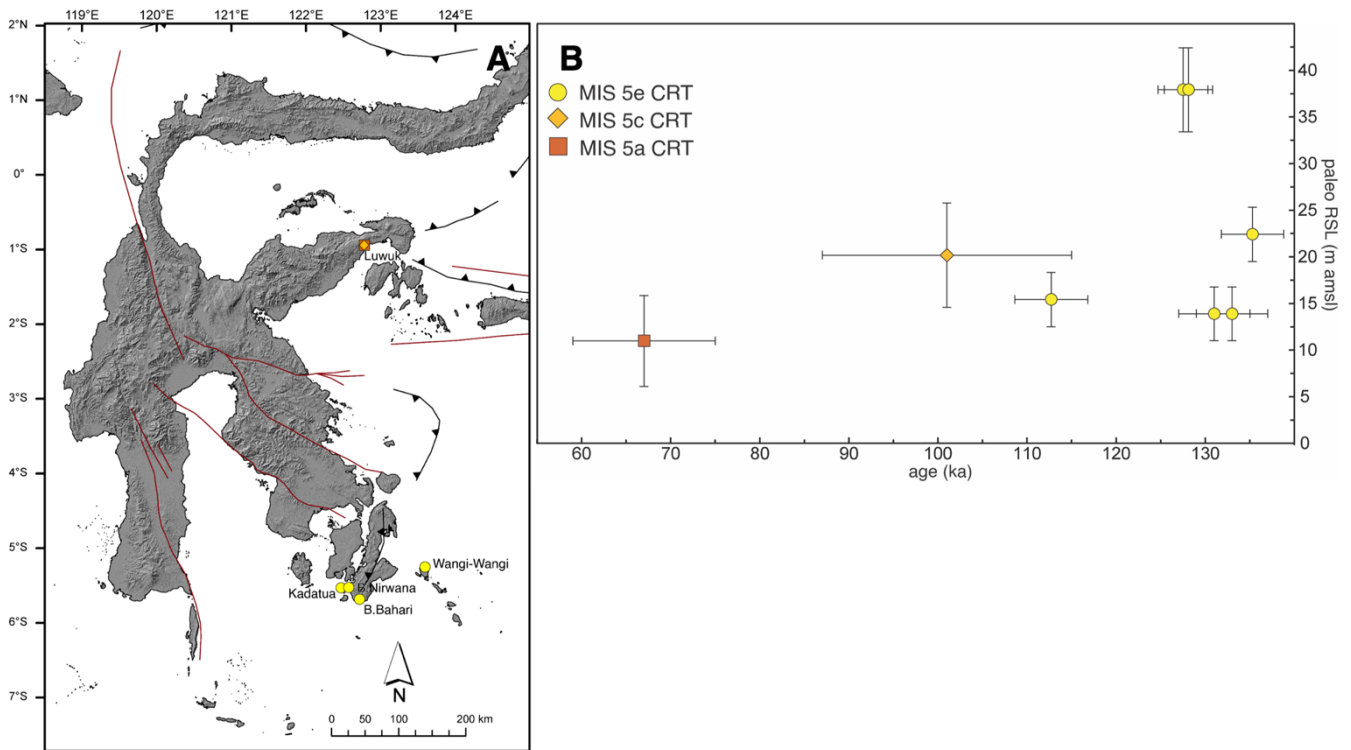 119°E 120°E 121°E 122°E 123°E 124°E
2°N
1°N
0°
1°S
2°S
3°S
4°S
5°S
6°S
7°S
A
Luwuk
Wangi-Wangi
Kadatua
B.Nirwana
B.Bahari
N
0 50 100 200 km
B
MIS 5e CRT
MIS 5c CRT
MIS 5a CRT
40
35
30
25
20
15
10
5
0
paleo RSL (m amsl)
60 70 80 90 100 110 120 130
age (ka)